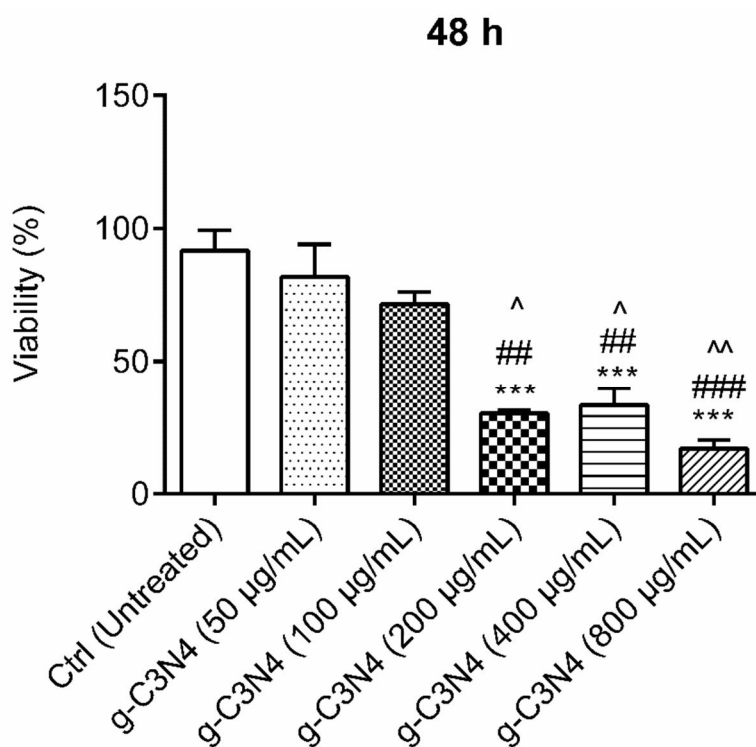 48 h
Viability (%)
150
100
50
0
^
##
***
^
##
***
^^
###
***
Ctrl (Untreated)
g-C3N4 (50 µg/mL)
g-C3N4 (100 µg/mL)
g-C3N4 (200 µg/mL)
g-C3N4 (400 µg/mL)
g-C3N4 (800 µg/mL)